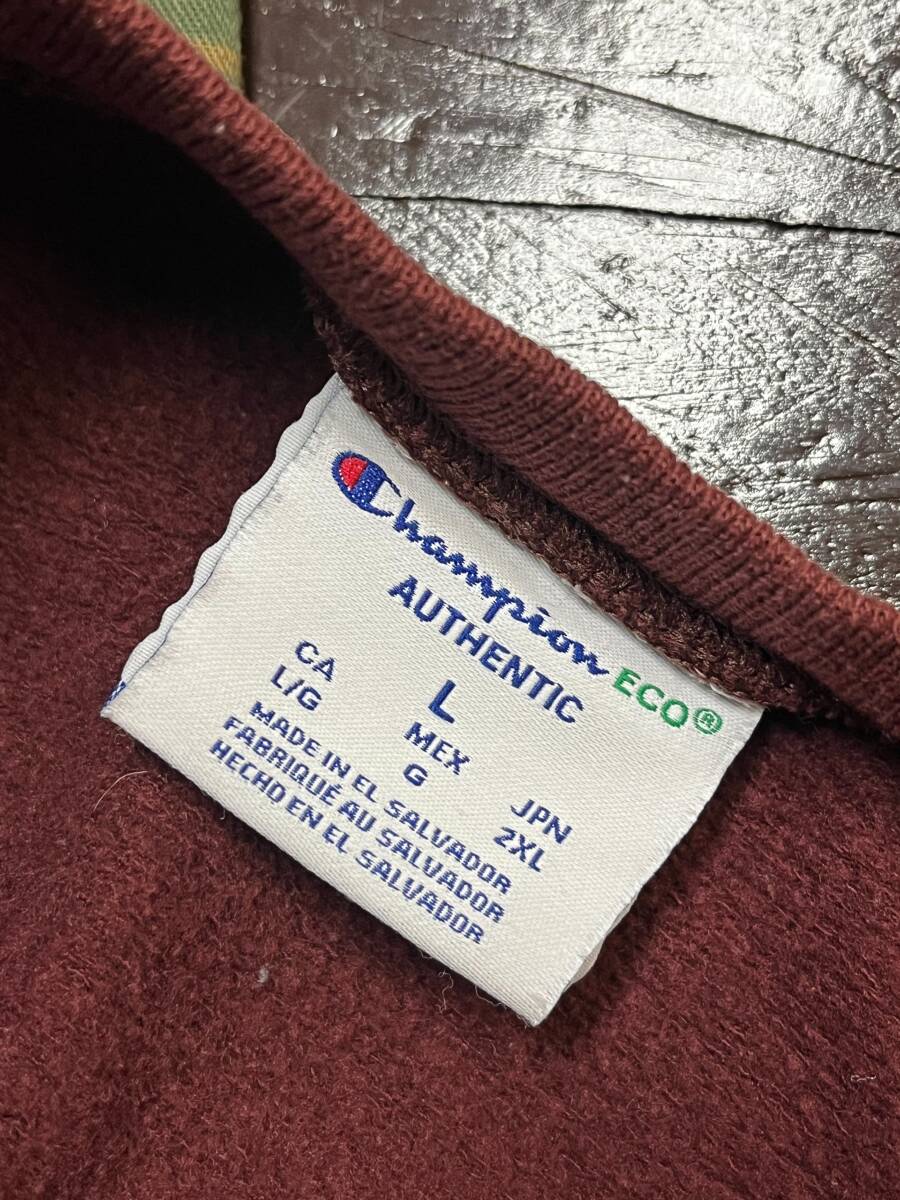 Champion ECO®
AUTHENTIC
L
CA MEX JPN
L/G G 2XL
MADE IN EL SALVADOR
FABRIQUÉ AU SALVADOR
HECHO EN EL SALVADOR